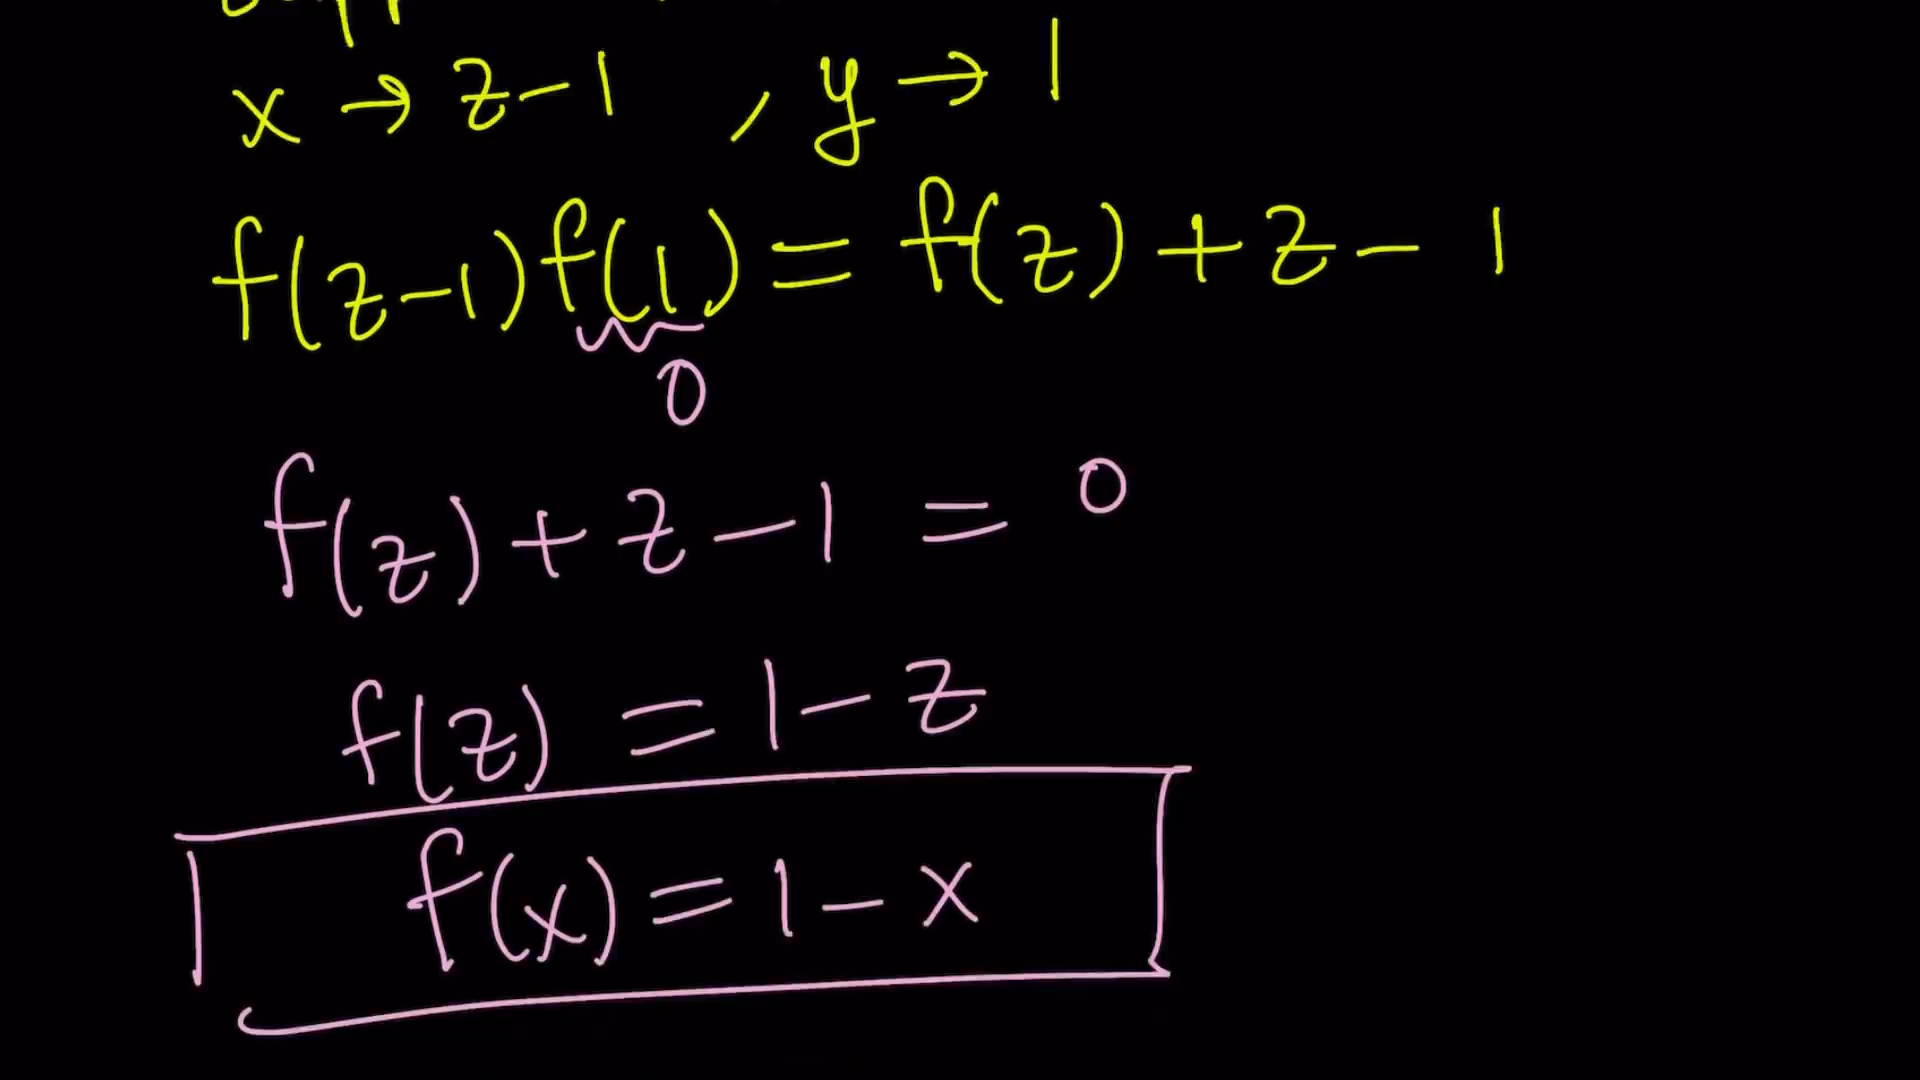 x → z - 1 , y → 1
f(z-1) f(1) = f(z) + z - 1
0
f(z) + z - 1 = 0
f(z) = 1 - z
f(x) = 1 - x